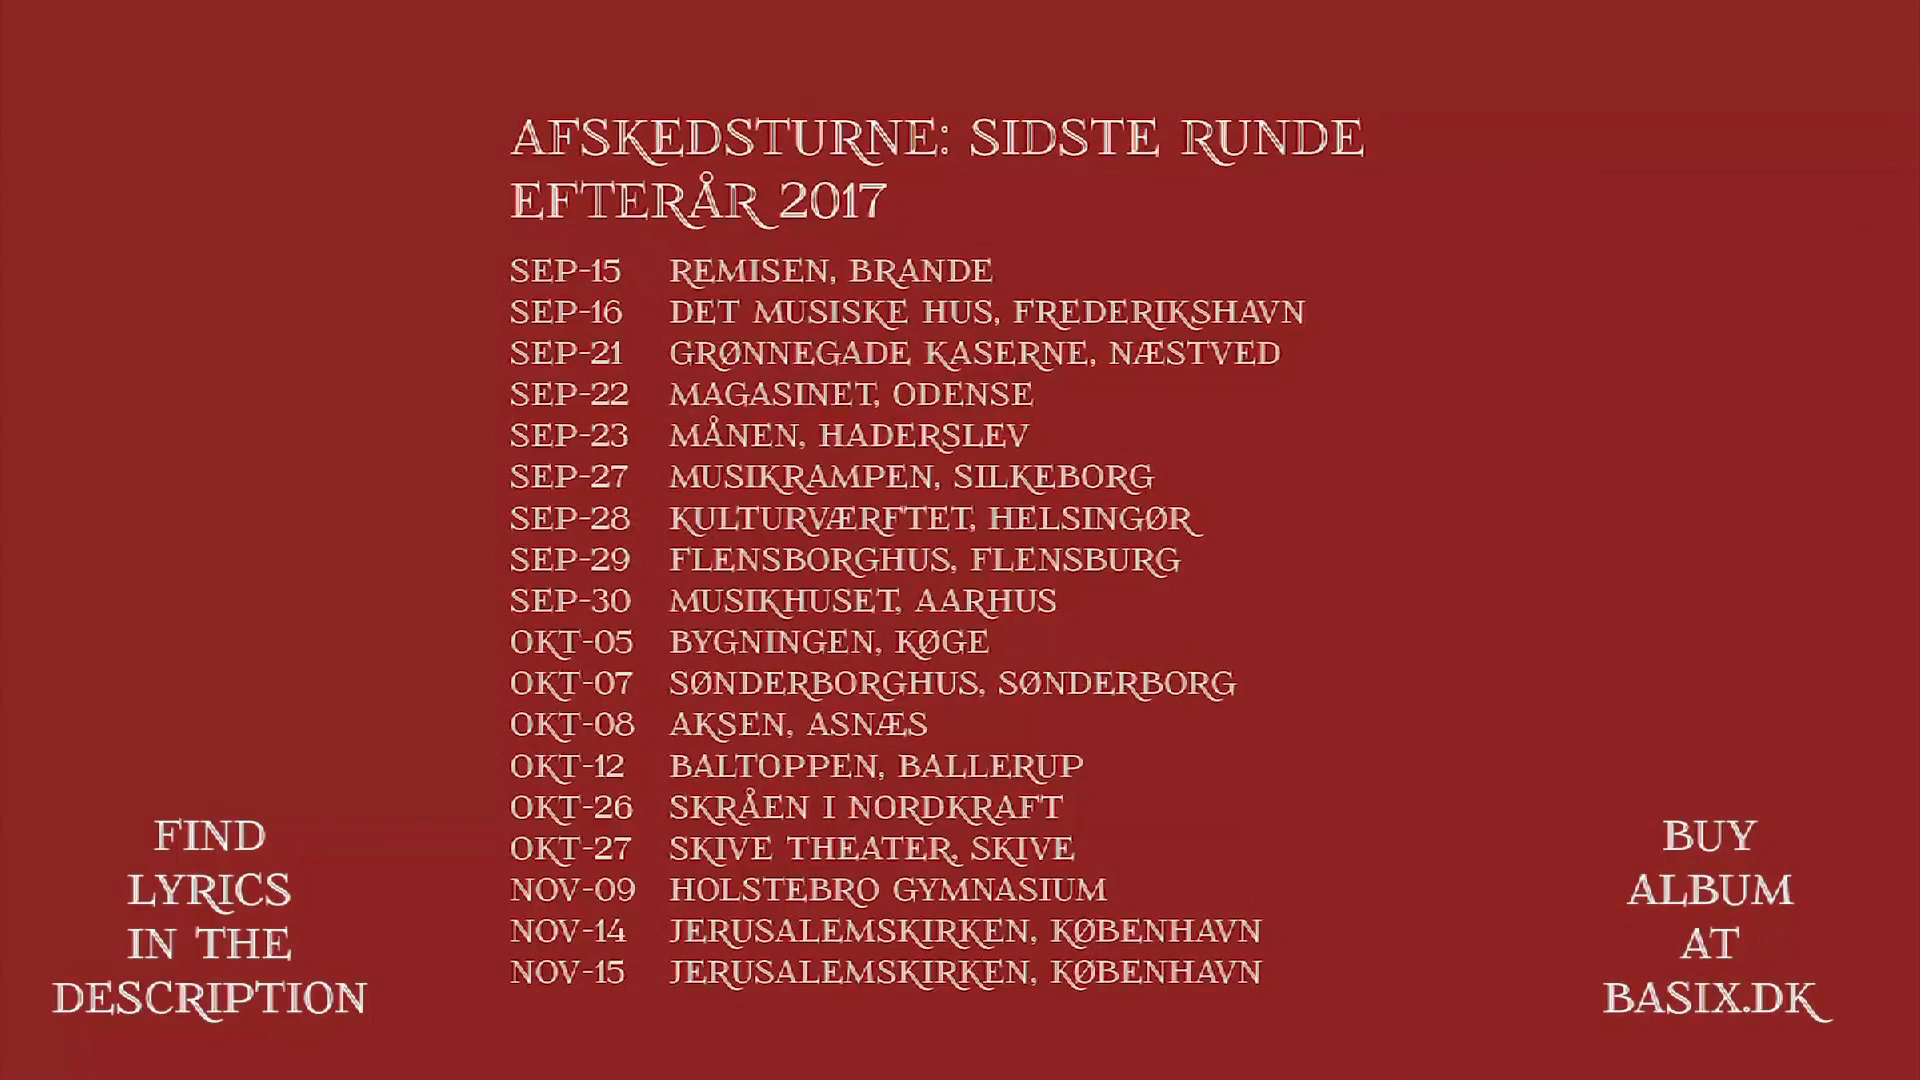 AFSKEDSTURNE: SIDSTE RUNDE
EFTERÅR 2017
SEP-15 REMISEN, BRANDE
SEP-16 DET MUSISKE HUS, FREDERIKSHAVN
SEP-21 GRØNNEGADE KASERNE, NÆSTVED
SEP-22 MAGASINET, ODENSE
SEP-23 MÅNEN, HADERSLEV
SEP-27 MUSIKRAMPEN, SILKEBORG
SEP-28 KULTURVÆRFTET, HELSINGØR
SEP-29 FLENSBORGHUS, FLENSBURG
SEP-30 MUSIKHUSET, AARHUS
OKT-05 BYGNINGEN, KØGE
OKT-07 SØNDERBORGHUS, SØNDERBORG
OKT-08 AKSEN, ASNÆS
OKT-12 BALTOPPEN, BALLERUP
OKT-26 SKRÅEN I NORDKRAFT
OKT-27 SKIVE THEATER, SKIVE
NOV-09 HOLSTEBRO GYMNASIUM
NOV-14 JERUSALEMSKIRKEN, KØBENHAVN
NOV-15 JERUSALEMSKIRKEN, KØBENHAVN
FIND
LYRICS
IN THE
DESCRIPTION
BUY
ALBUM
AT
BASIX.DK